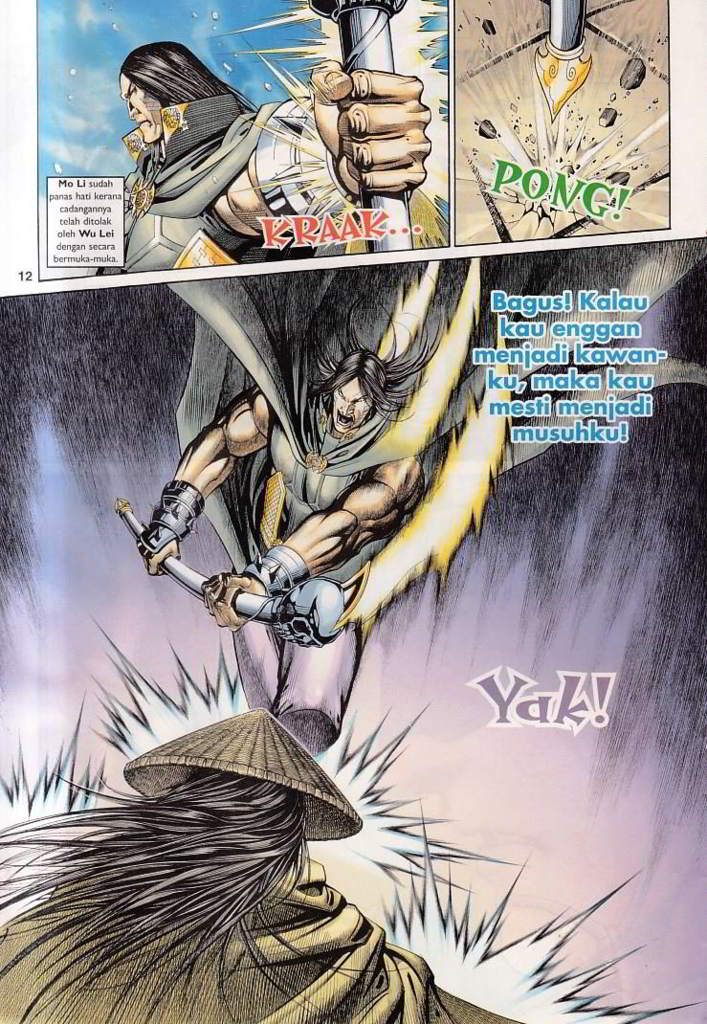 Mo Li sudah
panas hati kerana
cadangannya
telah ditolak
oleh Wu Lei
dengan secara
bermuka-muka.
KRAAK...
PONG!
12
Bagus! Kalau
kau enggan
menjadi kawan-
ku, maka kau
mesti menjadi
musuhku!
Yak!